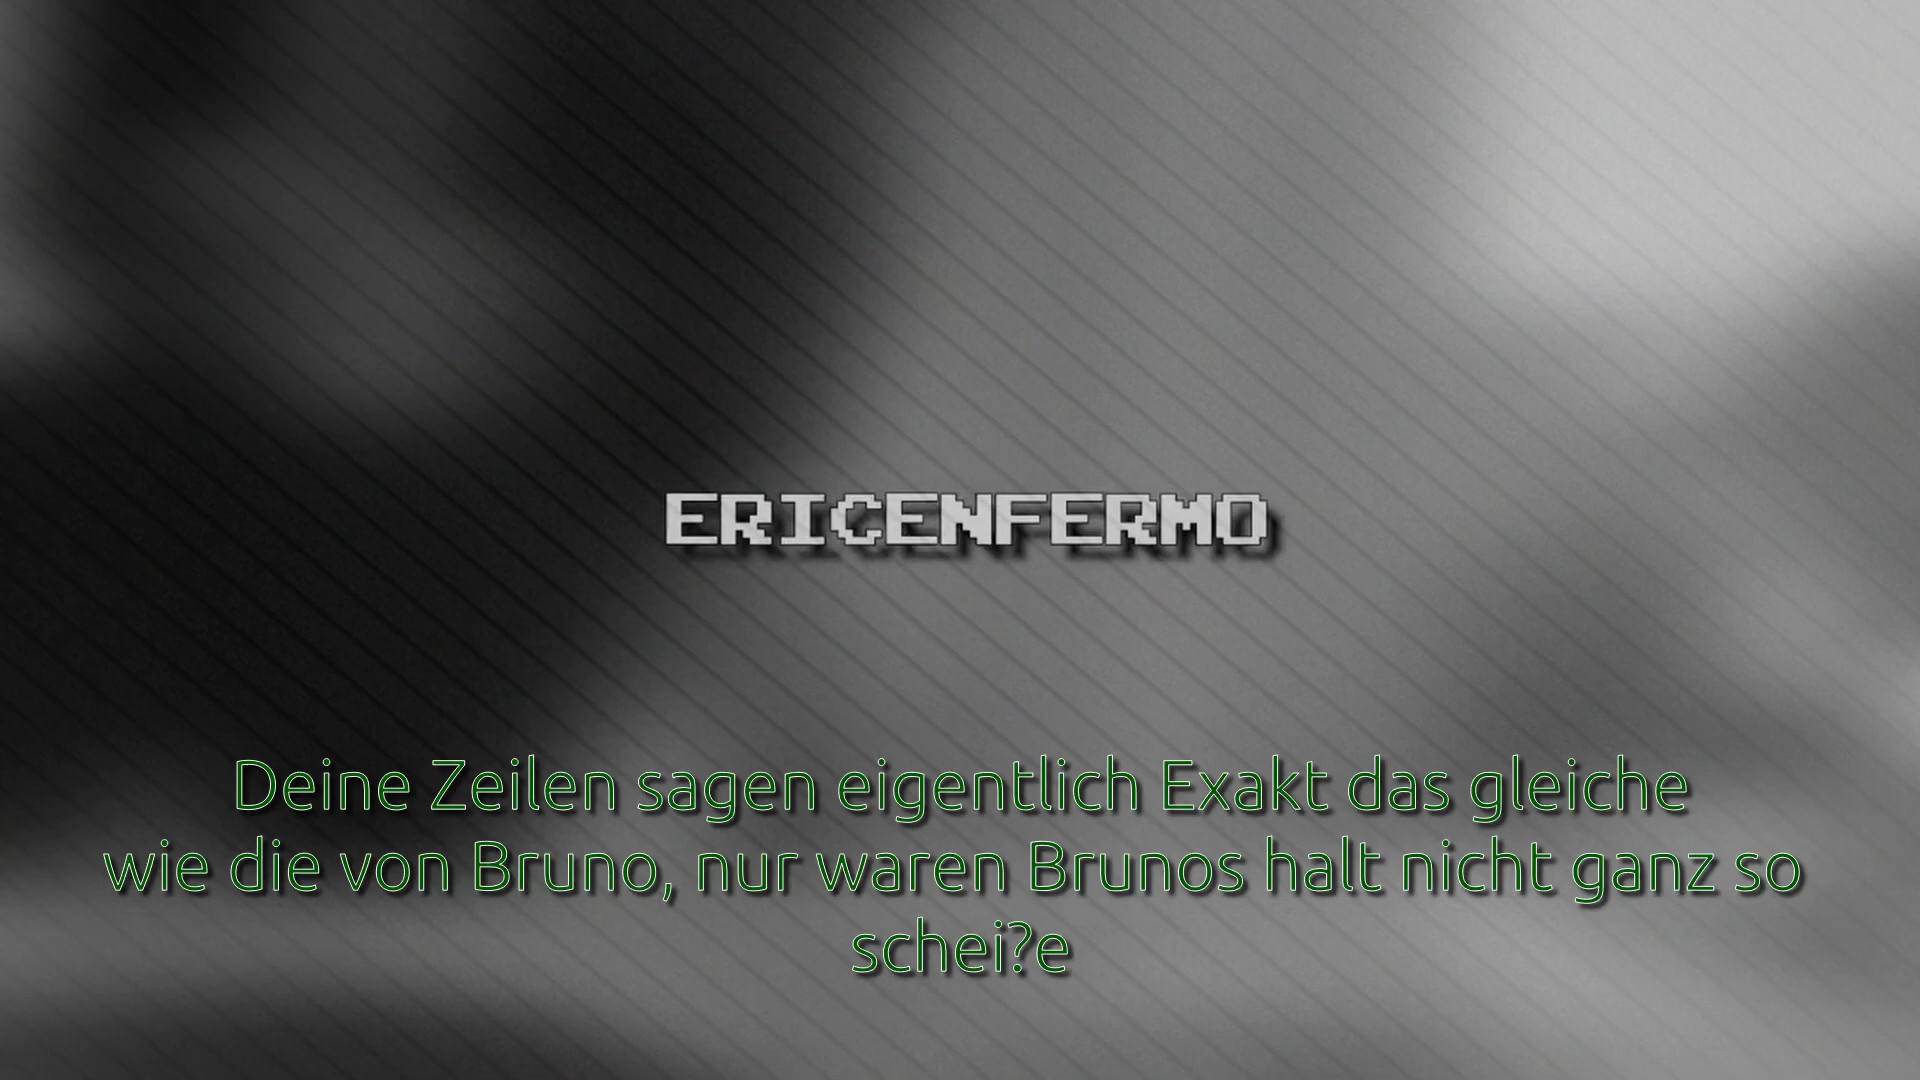 ERICENFERMO
Deine Zeilen sagen eigentlich Exakt das gleiche
wie die von Bruno, nur waren Brunos halt nicht ganz so
schei?e